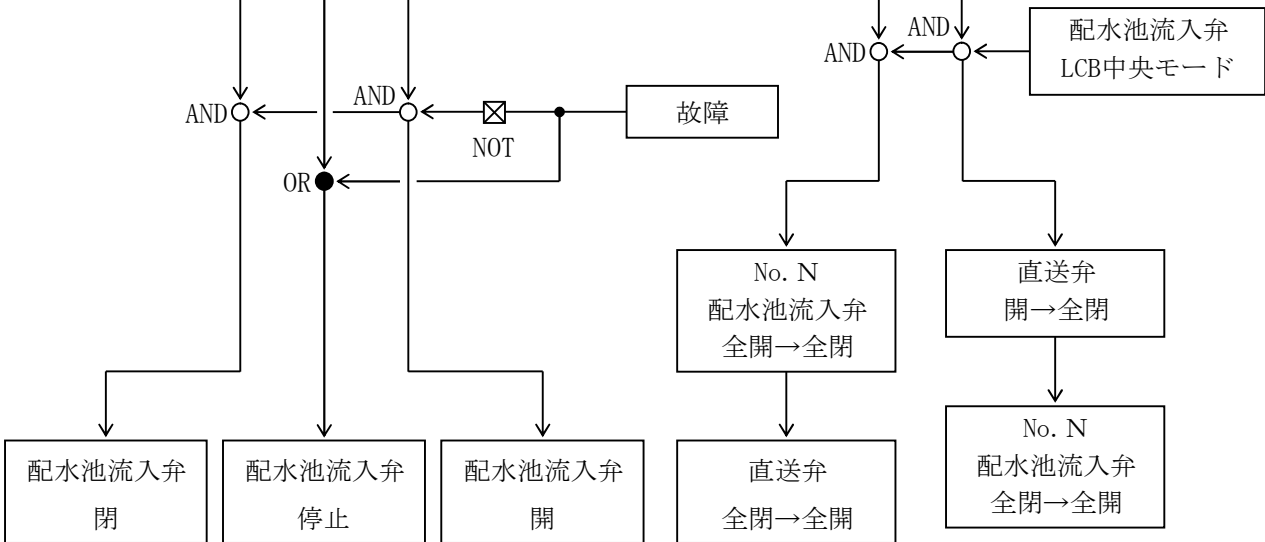 AND
AND
配水池流入弁
LCB中央モード
AND
AND
故障
NOT
OR
No. N
配水池流入弁
全開→全閉
直送弁
開→全閉
配水池流入弁
閉
配水池流入弁
停止
配水池流入弁
開
直送弁
全閉→全開
No. N
配水池流入弁
全閉→全開